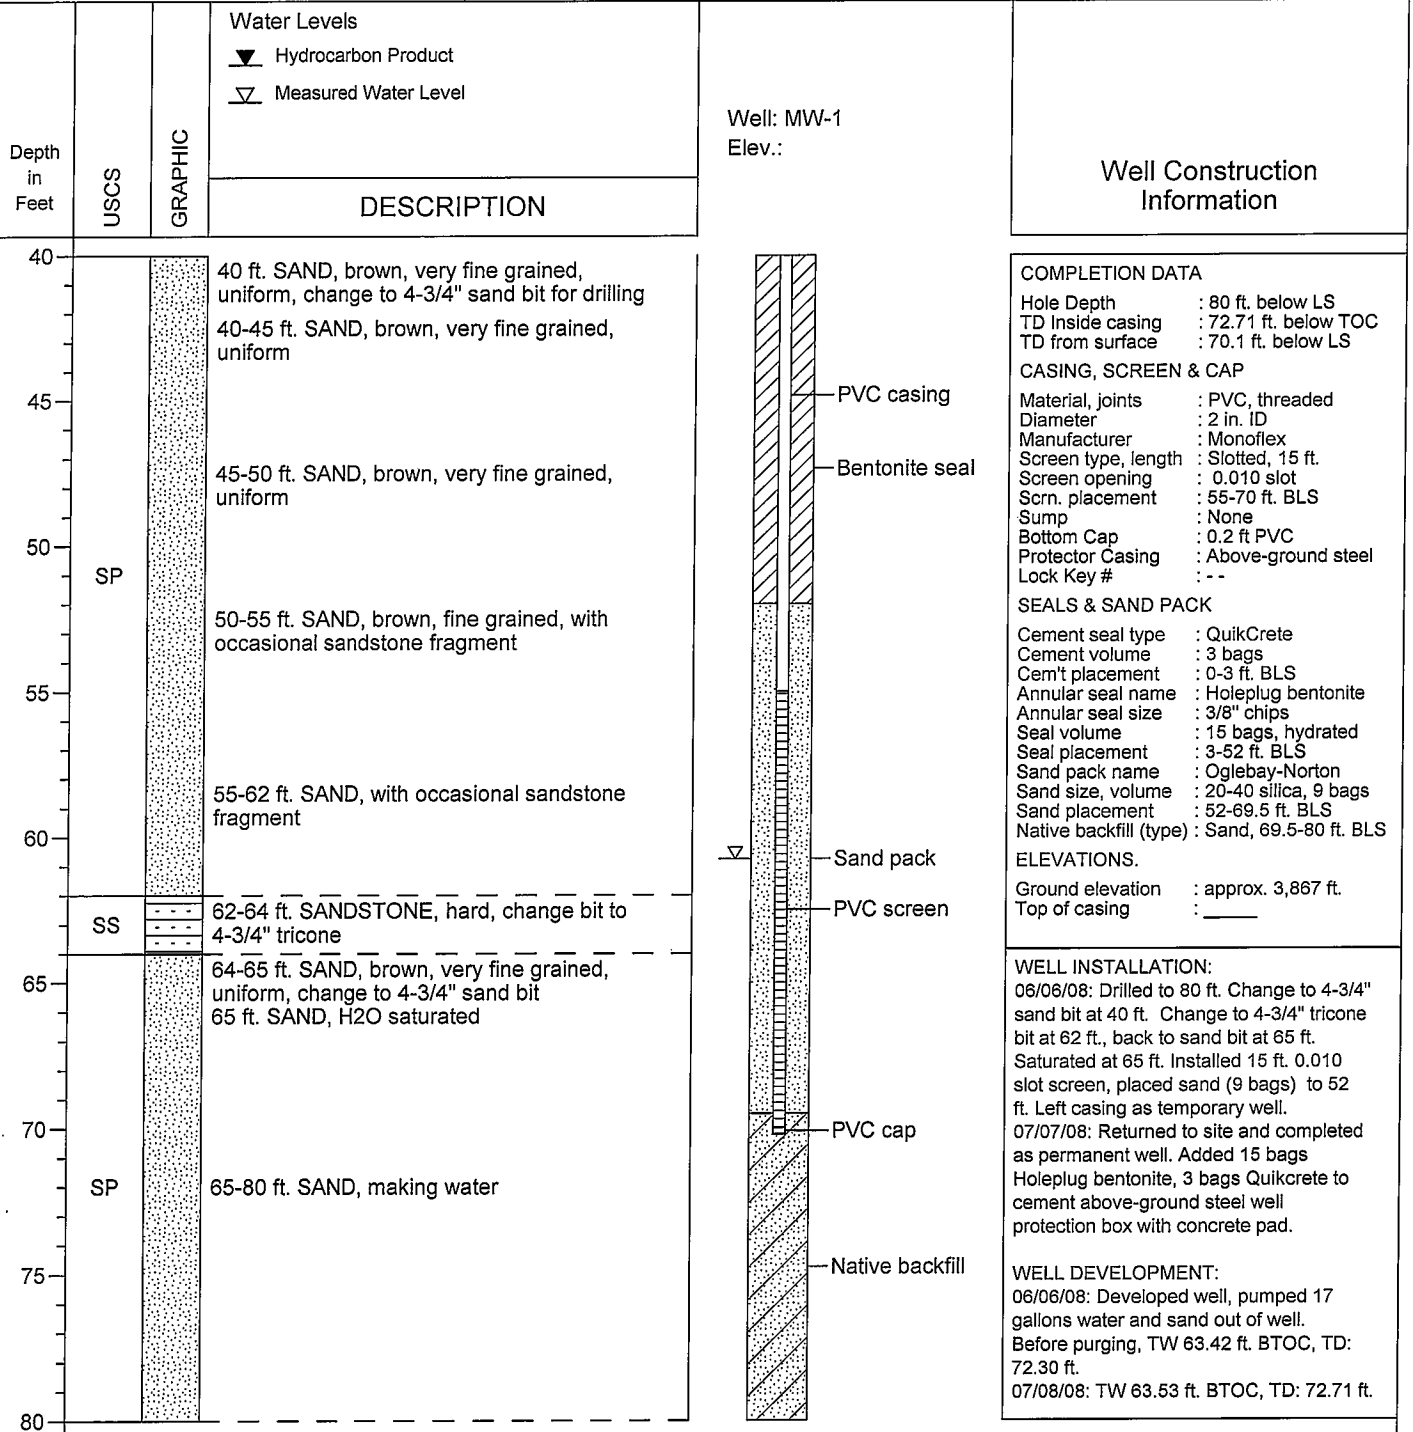 Water Levels
Hydrocarbon Product
Measured Water Level
Well: MW-1
Elev.:
Depth
in
Feet
USCS
GRAPHIC
DESCRIPTION
Well Construction
Information
40
45
50
55
60
65
70
75
80
SP
SS
SP
40 ft. SAND, brown, very fine grained,
uniform, change to 4-3/4" sand bit for drilling
40-45 ft. SAND, brown, very fine grained,
uniform
45-50 ft. SAND, brown, very fine grained,
uniform
50-55 ft. SAND, brown, fine grained, with
occasional sandstone fragment
55-62 ft. SAND, with occasional sandstone
fragment
62-64 ft. SANDSTONE, hard, change bit to
4-3/4" tricone
64-65 ft. SAND, brown, very fine grained,
uniform, change to 4-3/4" sand bit
65 ft. SAND, H2O saturated
65-80 ft. SAND, making water
PVC casing
Bentonite seal
Sand pack
PVC screen
PVC cap
Native backfill
COMPLETION DATA
Hole Depth : 80 ft. below LS
TD Inside casing : 72.71 ft. below TOC
TD from surface : 70.1 ft. below LS
CASING, SCREEN & CAP
Material, joints : PVC, threaded
Diameter : 2 in. ID
Manufacturer : Monoflex
Screen type, length : Slotted, 15 ft.
Screen opening : 0.010 slot
Scrn. placement : 55-70 ft. BLS
Sump : None
Bottom Cap : 0.2 ft PVC
Protector Casing : Above-ground steel
Lock Key # : - -
SEALS & SAND PACK
Cement seal type : QuikCrete
Cement volume : 3 bags
Cem't placement : 0-3 ft. BLS
Annular seal name : Holeplug bentonite
Annular seal size : 3/8" chips
Seal volume : 15 bags, hydrated
Seal placement : 3-52 ft. BLS
Sand pack name : Oglebay-Norton
Sand size, volume : 20-40 silica, 9 bags
Sand placement : 52-69.5 ft. BLS
Native backfill (type) : Sand, 69.5-80 ft. BLS
ELEVATIONS.
Ground elevation : approx. 3,867 ft.
Top of casing : ______
WELL INSTALLATION:
06/06/08: Drilled to 80 ft. Change to 4-3/4"
sand bit at 40 ft. Change to 4-3/4" tricone
bit at 62 ft., back to sand bit at 65 ft.
Saturated at 65 ft. Installed 15 ft. 0.010
slot screen, placed sand (9 bags) to 52
ft. Left casing as temporary well.
07/07/08: Returned to site and completed
as permanent well. Added 15 bags
Holeplug bentonite, 3 bags Quikcrete to
cement above-ground steel well
protection box with concrete pad.
WELL DEVELOPMENT:
06/06/08: Developed well, pumped 17
gallons water and sand out of well.
Before purging, TW 63.42 ft. BTOC, TD:
72.30 ft.
07/08/08: TW 63.53 ft. BTOC, TD: 72.71 ft.